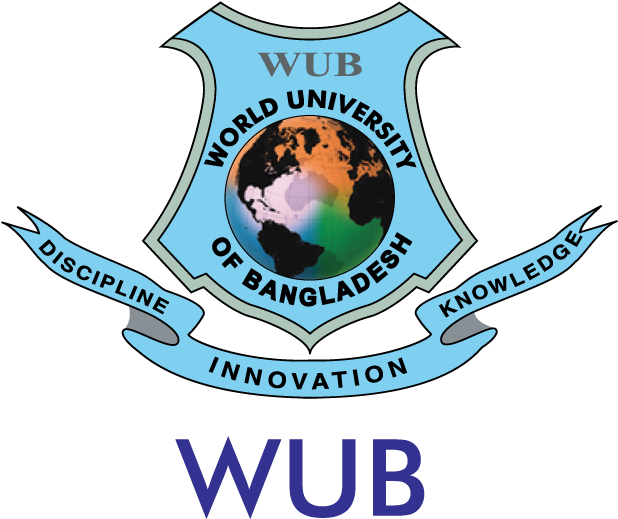 WUB
WORLD UNIVERSITY
OF BANGLADESH
DISCIPLINE
INNOVATION
KNOWLEDGE
WUB